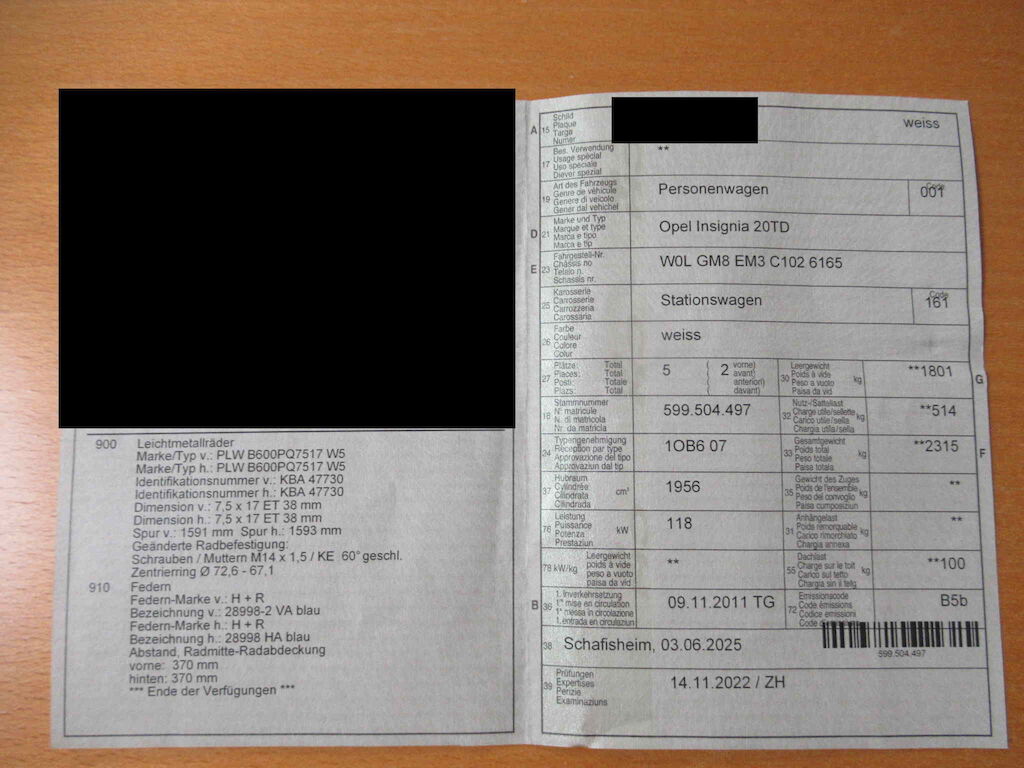 900 Leichtmetallräder
Marke/Typ v.: PLW B600PQ7517 W5
Marke/Typ h.: PLW B600PQ7517 W5
Identifikationsnummer v.: KBA 47730
Identifikationsnummer h.: KBA 47730
Dimension v.: 7,5 x 17 ET 38 mm
Dimension h.: 7,5 x 17 ET 38 mm
Spur v.: 1591 mm Spur h.: 1593 mm
Geänderte Radbefestigung:
Schrauben / Muttern M14 x 1,5 / KE 60° geschl.
Zentrierring Ø 72,6 - 67,1
910 Federn
Federn-Marke v.: H + R
Bezeichnung v.: 28998-2 VA blau
Federn-Marke h.: H + R
Bezeichnung h.: 28998 HA blau
Abstand, Radmitte-Radabdeckung
vorne: 370 mm
hinten: 370 mm
*** Ende der Verfügungen ***
A 15 Schild
Plaque
Targa
Numer
weiss
17 Bes. Verwendung
Usage spécial
Uso speciale
Diever spezial
**
19 Art des Fahrzeugs
Genre de véhicule
Genere di veicolo
Gener dal vehichel
Personenwagen
Code
001
D 21 Marke und Typ
Marque et type
Marca e tipo
Marca e tip
Opel Insignia 20TD
E 23 Fahrgestell-Nr.
Châssis no
Telaio n.
Schassis nr.
W0L GM8 EM3 C102 6165
25 Karosserie
Carrosserie
Carrozzeria
Carossaria
Stationswagen
Code
161
26 Farbe
Couleur
Colore
Colur
weiss
27 Plätze: Total
Places: Total
Posti: Totale
Plazs: Total
5 ( 2 vorne)
( avant)
( anteriori)
( davant)
30 Leergewicht
Poids à vide
Peso a vuoto kg
Paisa da vid
**1801
G
18 Stammnummer
N° matricule
N. di matricola
Nr. da matricla
599.504.497
32 Nutz-/Sattellast
Charge utile/sellette
Carico utile/sella kg
Chargia utila/sella
**514
24 Typengenehmigung
Réception par type
Approvazione del tipo
Approvaziun dal tip
1OB6 07
33 Gesamtgewicht
Poids total
Peso totale kg
Paisa totala
**2315
F
37 Hubraum
Cylindrée
Cilindrata cm³
Cilindrada
1956
35 Gewicht des Zuges
Poids de l'ensemble
Peso del convoglio kg
Paisa cumposiziun
**
76 Leistung
Puissance
Potenza kW
Prestaziun
118
31 Anhängelast
Poids remorquable
Carico rimorchiato kg
Chargia annexa
**
78 kW/kg Leergewicht
poids à vide
peso a vuoto
paisa da vid
**
55 Dachlast
Charge sur le toit
Carico sul tetto kg
Chargia sin il tetg
**100
B 36 1. Inverkehrsetzung
1re mise en circulation
1a messa in circolazione
1. entrada en circulaziun
09.11.2011 TG
72 Emissionscode
Code émissions
Codice emissioni
Code d'emissiuns
B5b
38 Schafisheim, 03.06.2025
599.504.497
39 Prüfungen
Expertises
Perizie
Examinaziuns
14.11.2022 / ZH